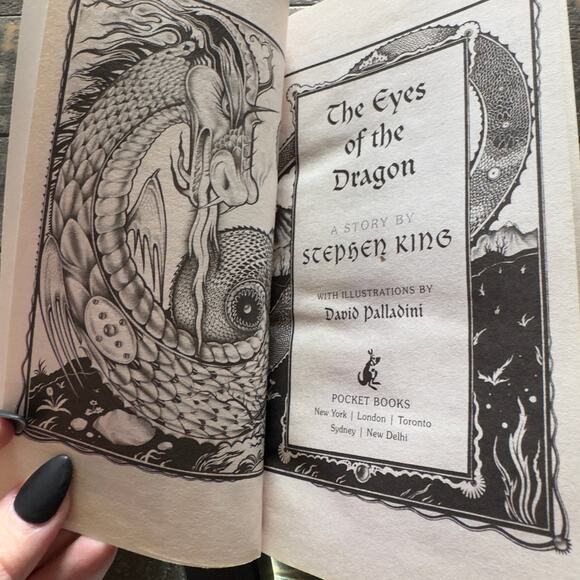 The Eyes
of the
Dragon
A STORY BY
STEPHEN KING
WITH ILLUSTRATIONS BY
David Palladini
POCKET BOOKS
New York | London | Toronto
Sydney | New Delhi